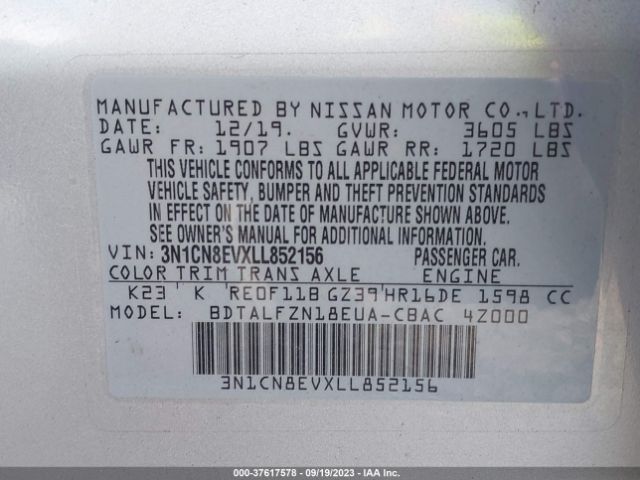 MANUFACTURED BY NISSAN MOTOR CO., LTD.
DATE: 12/19. GVWR: 3605 LBS
GAWR FR: 1907 LBS GAWR RR: 1720 LBS
THIS VEHICLE CONFORMS TO ALL APPLICABLE FEDERAL MOTOR
VEHICLE SAFETY, BUMPER AND THEFT PREVENTION STANDARDS
IN EFFECT ON THE DATE OF MANUFACTURE SHOWN ABOVE.
SEE OWNER'S MANUAL FOR ADDITIONAL INFORMATION.
VIN: 3N1CN8EVXLL852156 PASSENGER CAR.
COLOR TRIM TRANS AXLE ENGINE
K23 K RE0F11B GZ39 HR16DE 1598 CC
MODEL: BDTALFZN18EUA-CBAC 4Z000
3N1CN8EVXLL852156
000-37617578 - 09/19/2023 - IAA Inc.